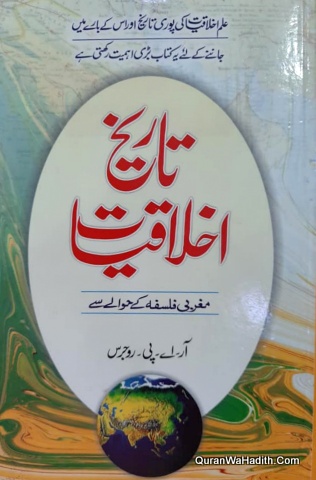 علم اخلاقیات کی پوری تاریخ اور اس کے بارے میں
جاننے کے لئے یہ کتاب بڑی اہمیت رکھتی ہے
تاریخ
اخلاقیات
مغربی فلسفہ کے حوالے سے
آر۔اے۔پی۔روجرس
QuranWaHadith.Com